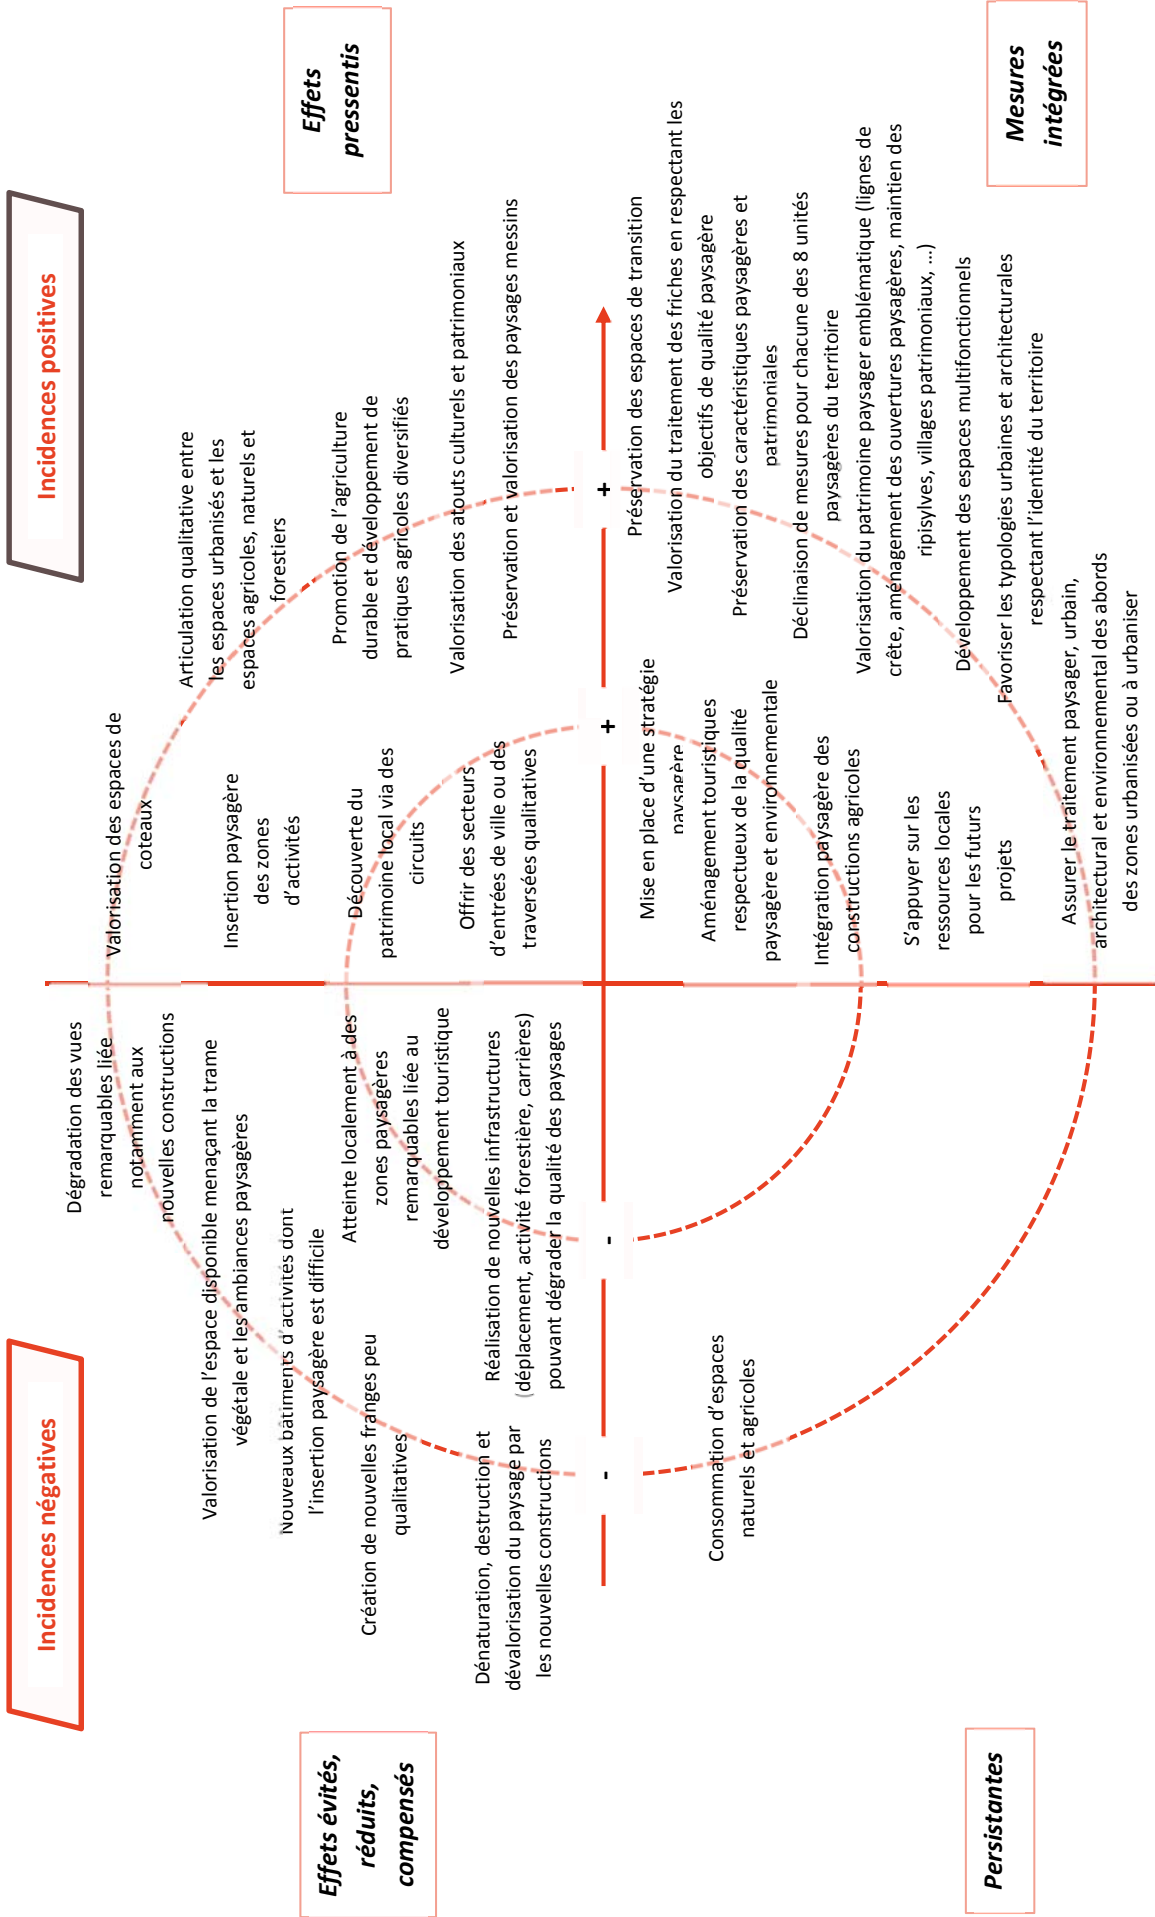 Incidences négatives
Incidences positives
Effets évités,
réduits,
compensés
Effets
pressentis
Persistantes
Mesures
intégrées
Dégradation des vues
remarquables liée
notamment aux
nouvelles constructions
Valorisation de l'espace disponible menaçant la trame
végétale et les ambiances paysagères
Nouveaux bâtiments d'activités dont
l'insertion paysagère est difficile
Création de nouvelles franges peu
qualitatives
Atteinte localement à des
zones paysagères
remarquables liée au
développement touristique
Réalisation de nouvelles infrastructures
(déplacement, activité forestière, carrières)
pouvant dégrader la qualité des paysages
Dénaturation, destruction et
dévalorisation du paysage par
les nouvelles constructions
Valorisation des espaces de
coteaux
Insertion paysagère
des zones
d'activités
Découverte du
patrimoine local via des
circuits
Offrir des secteurs
d'entrées de ville ou des
traversées qualitatives
Articulation qualitative entre
les espaces urbanisés et les
espaces agricoles, naturels et
forestiers
Promotion de l'agriculture
durable et développement de
pratiques agricoles diversifiés
Valorisation des atouts culturels et patrimoniaux
Préservation et valorisation des paysages messins
-
-
+
+
Consommation d'espaces
naturels et agricoles
Mise en place d'une stratégie
paysagère
Aménagement touristiques
respectueux de la qualité
paysagère et environnementale
Intégration paysagère des
constructions agricoles
S'appuyer sur les
ressources locales
pour les futurs
projets
Assurer le traitement paysager, urbain,
architectural et environnemental des abords
des zones urbanisées ou à urbaniser
Préservation des espaces de transition
Valorisation du traitement des friches en respectant les
objectifs de qualité paysagère
Préservation des caractéristiques paysagères et
patrimoniales
Déclinaison de mesures pour chacune des 8 unités
paysagères du territoire
Valorisation du patrimoine paysager emblématique (lignes de
crête, aménagement des ouvertures paysagères, maintien des
ripisylves, villages patrimoniaux, ...)
Développement des espaces multifonctionnels
Favoriser les typologies urbaines et architecturales
respectant l'identité du territoire